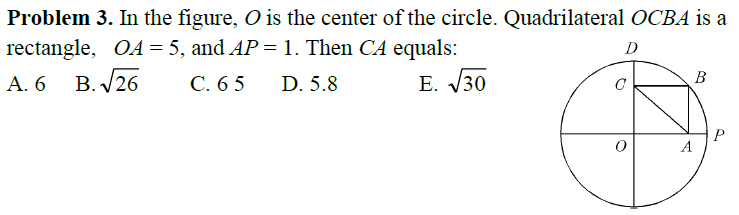 Problem 3. In the figure, O is the center of the circle. Quadrilateral OCBA is a
rectangle, OA = 5, and AP = 1. Then CA equals:
A. 6 B. √26 C. 6 5 D. 5.8 E. √30
D
C B
O A P